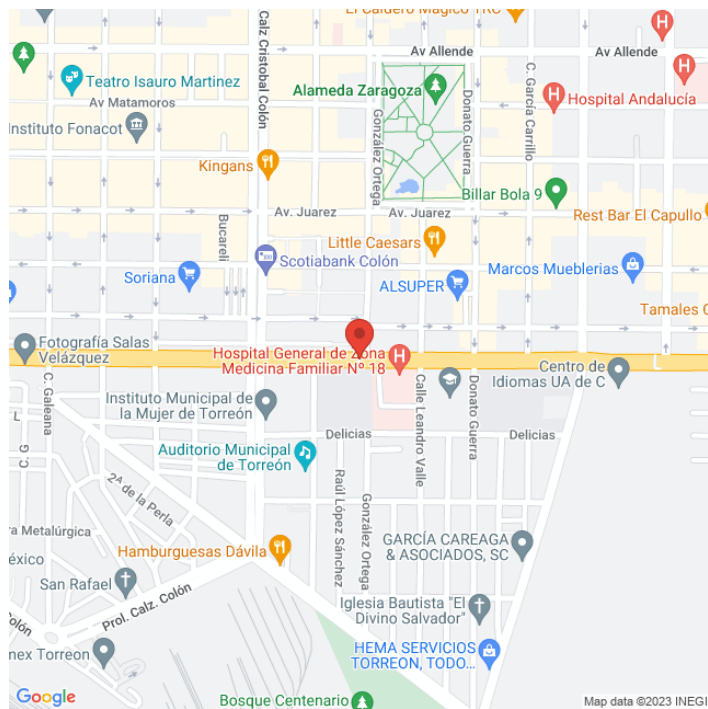 El Caldero Mágico TRC
Av Allende
Av Allende
Calz Cristobal Colón
Teatro Isauro Martinez
Alameda Zaragoza
Donato Guerra
C. García Carrillo
Hospital Andalucía
Av Matamoros
Instituto Fonacot
González Ortega
Kingans
Billar Bola 9
Av. Juarez
Av. Juarez
Rest Bar El Capullo
Bucareli
Little Caesars
Scotiabank Colón
Soriana
ALSUPER
Marcos Mueblerias
Tamales
Fotografía Salas
Velázquez
Hospital General de Zona
Medicina Familiar Nº 18
Centro de
Idiomas UA de C
C. Galeana
Instituto Municipal de
la Mujer de Torreón
Calle Leandro Valle
Donato Guerra
L
L
C. G
Delicias
Delicias
Auditorio Municipal
de Torreón
2ª de la Perla
Raúl López Sánchez
González Ortega
ra Metalúrgica
Hamburguesas Dávila
GARCÍA CAREAGA
& ASOCIADOS, SC
éxico
San Rafael
Prol. Calz. Colón
Colón
Iglesia Bautista "El
Divino Salvador"
mex Torreon
HEMA SERVICIOS
TORREON, TODO...
Bosque Centenario
Google
Map data ©2023 INEGI